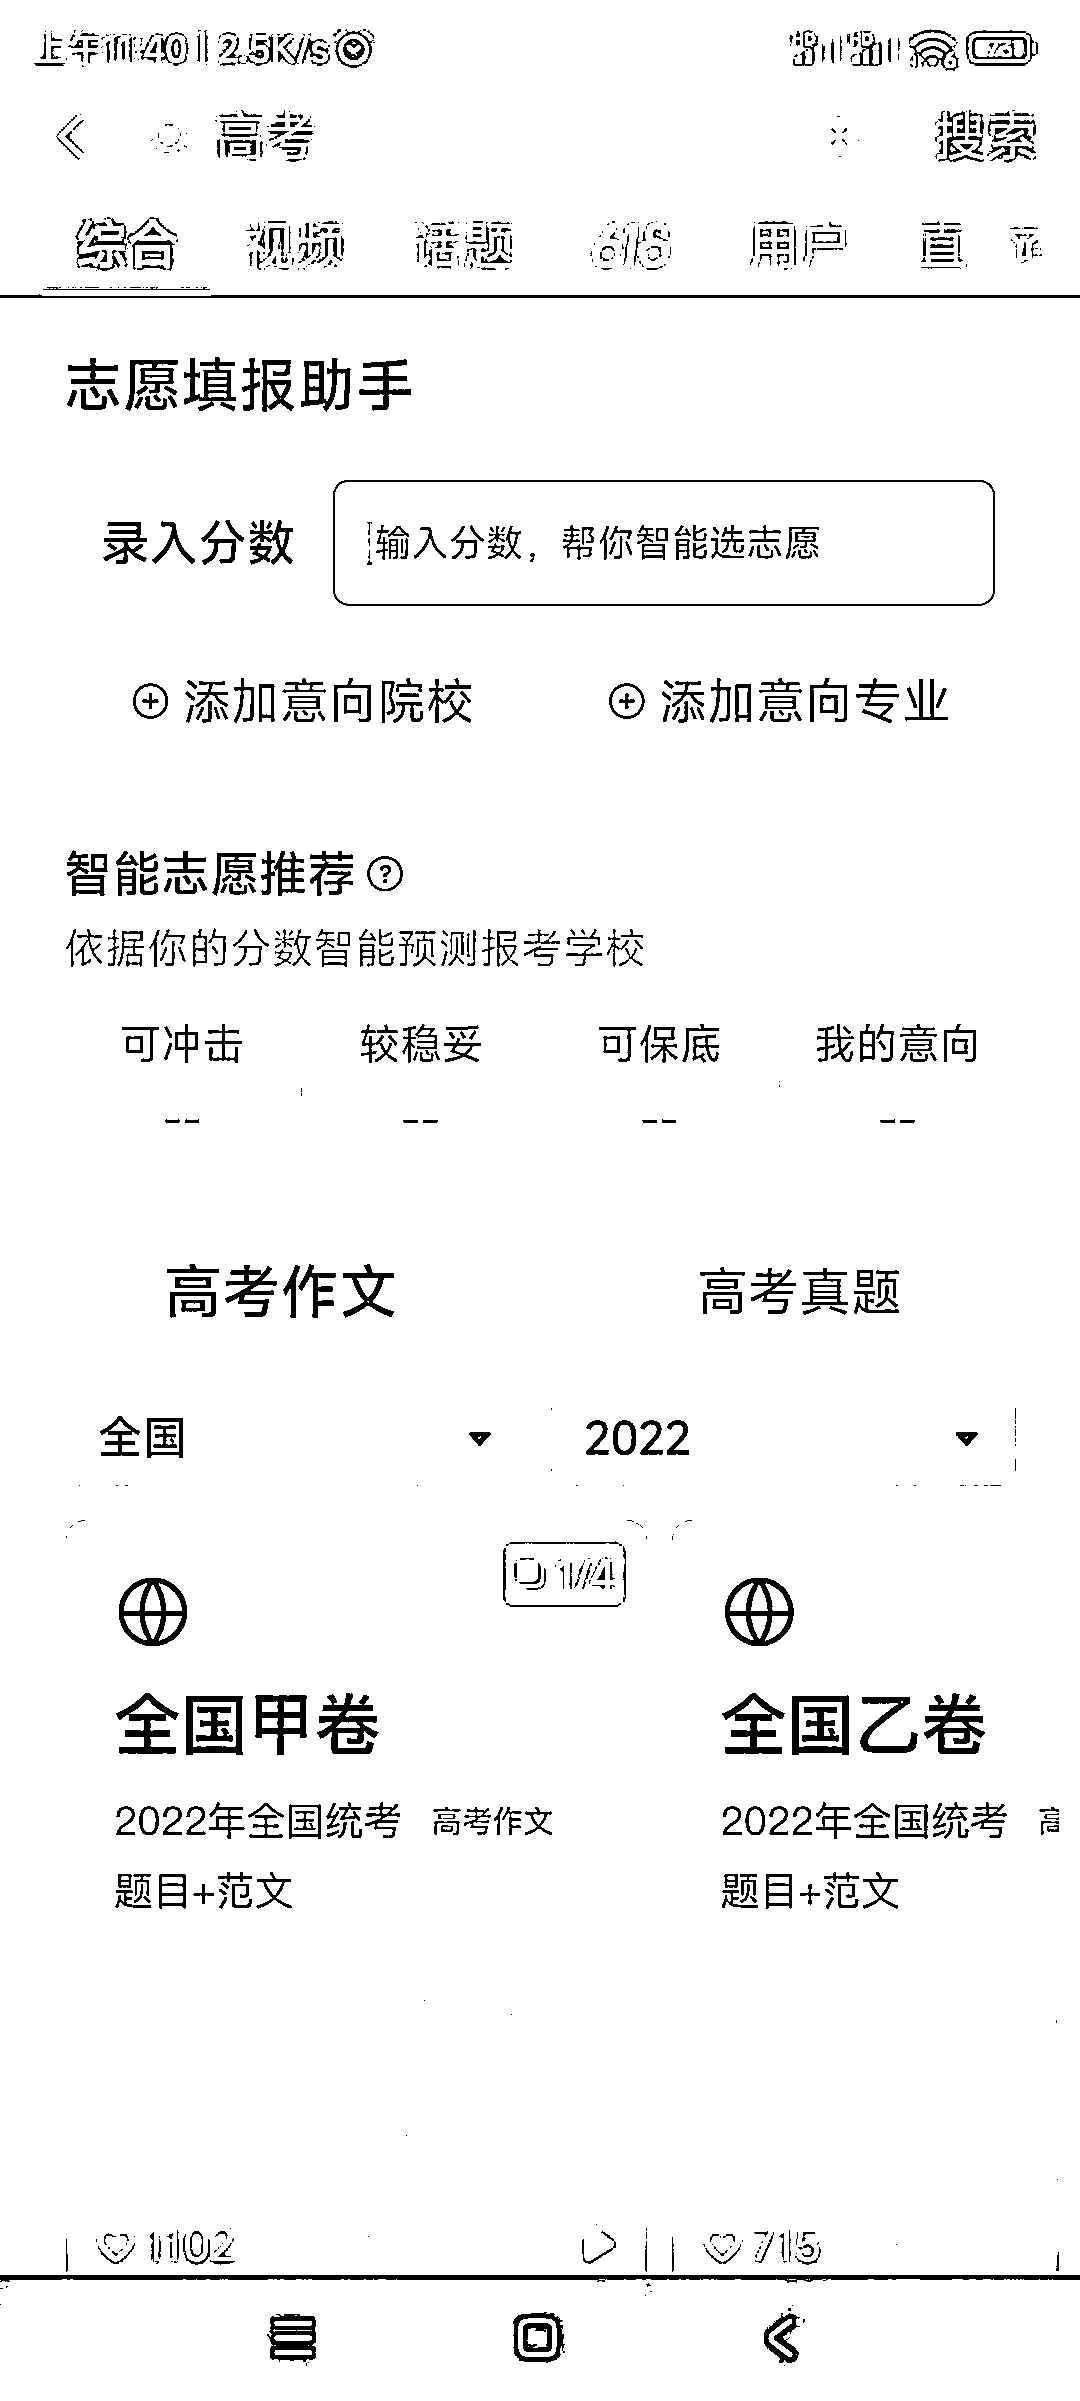 上午11:40 | 2.5K/s
高考
搜索
综合 视频 话题 618 用户 直
志愿填报助手
录入分数 输入分数，帮你智能选志愿
添加意向院校 添加意向专业
智能志愿推荐 ?
依据你的分数智能预测报考学校
可冲击 较稳妥 可保底 我的意向
-- -- -- --
高考作文 高考真题
全国 2022
1/4
全国甲卷 全国乙卷
2022年全国统考 高考作文 2022年全国统考 高
题目+范文 题目+范文
1102 715